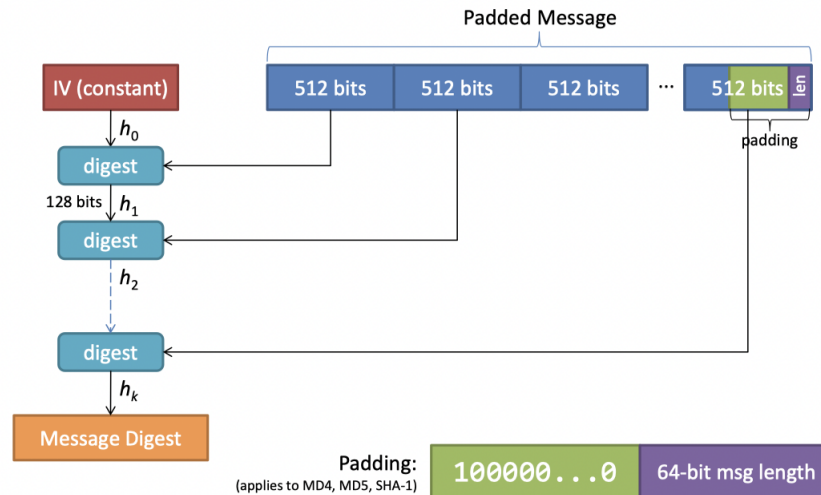 Padded Message
IV (constant)
512 bits
512 bits
512 bits
...
512 bits
len
padding
h0
digest
128 bits
h1
digest
h2
digest
hk
Message Digest
Padding:
(applies to MD4, MD5, SHA-1)
100000...0
64-bit msg length